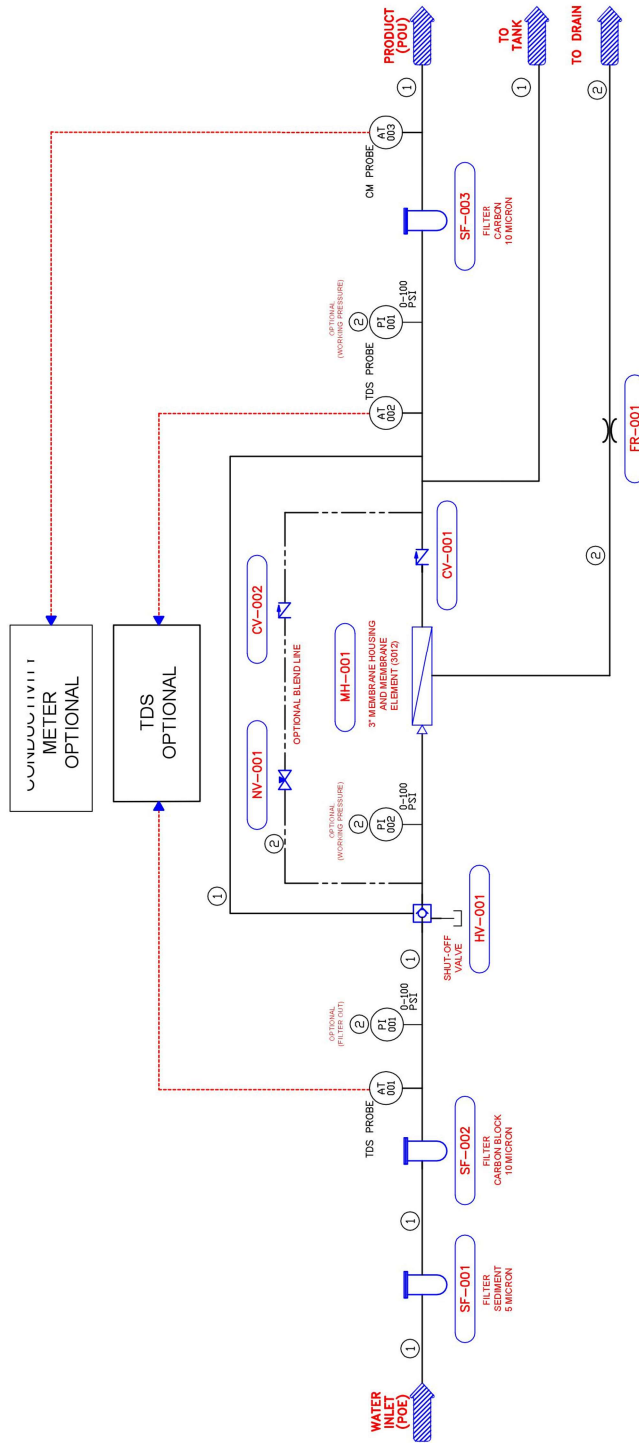 WATER
INLET
(POE)
1
SF-001
FILTER
SEDIMENT
5 MICRON
1
SF-002
FILTER
CARBON BLOCK
10 MICRON
TDS PROBE
AT
001
OPTIONAL
(FILTER OUT)
2
PI
001
0-100
PSI
1
SHUT-OFF
VALVE
HV-001
1
2
NV-001
OPTIONAL BLEND LINE
CV-002
OPTIONAL
(WORKING PRESSURE)
2
PI
002
0-100
PSI
MH-001
3" MEMBRANE HOUSING
AND MEMBRANE
ELEMENT (3012)
CV-001
TDS
OPTIONAL
CONDUCTIVITY
METER
OPTIONAL
TDS PROBE
AT
002
OPTIONAL
(WORKING PRESSURE)
2
PI
001
0-100
PSI
SF-003
FILTER
CARBON
10 MICRON
CM PROBE
AT
003
1
PRODUCT
(POU)
1
TO
TANK
2
FR-001
2
TO DRAIN